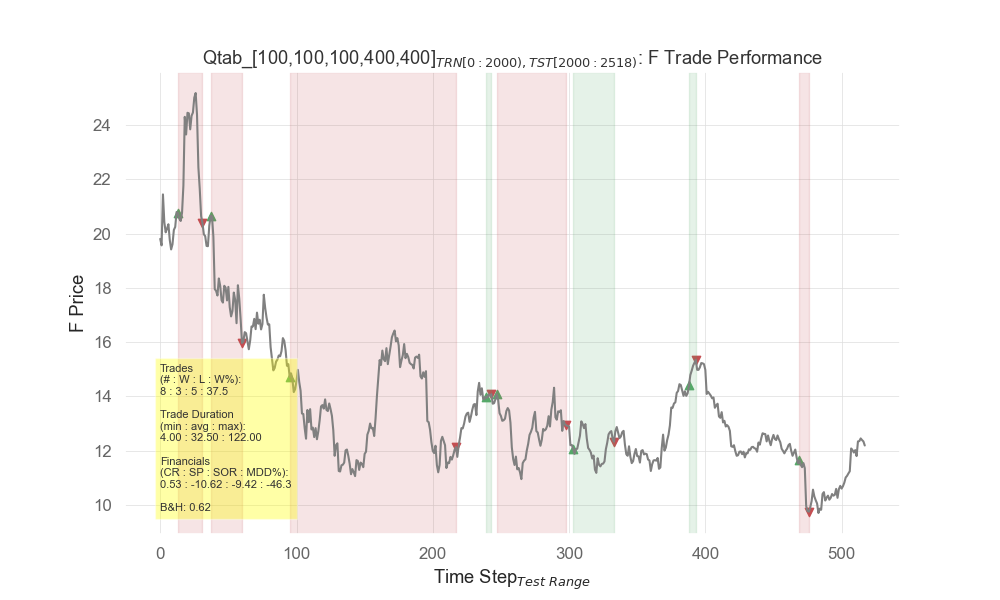 Qtab_[100,100,100,400,400]TRN[0 : 2000), TST[2000 : 2518): F Trade Performance
24
22
20
18
16
14
12
10
F Price
Trades
(# : W : L : W%):
8 : 3 : 5 : 37.5
Trade Duration
(min : avg : max):
4.00 : 32.50 : 122.00
Financials
(CR : SP : SOR : MDD%):
0.53 : -10.62 : -9.42 : -46.3
B&H: 0.62
0 100 200 300 400 500
Time StepTest Range